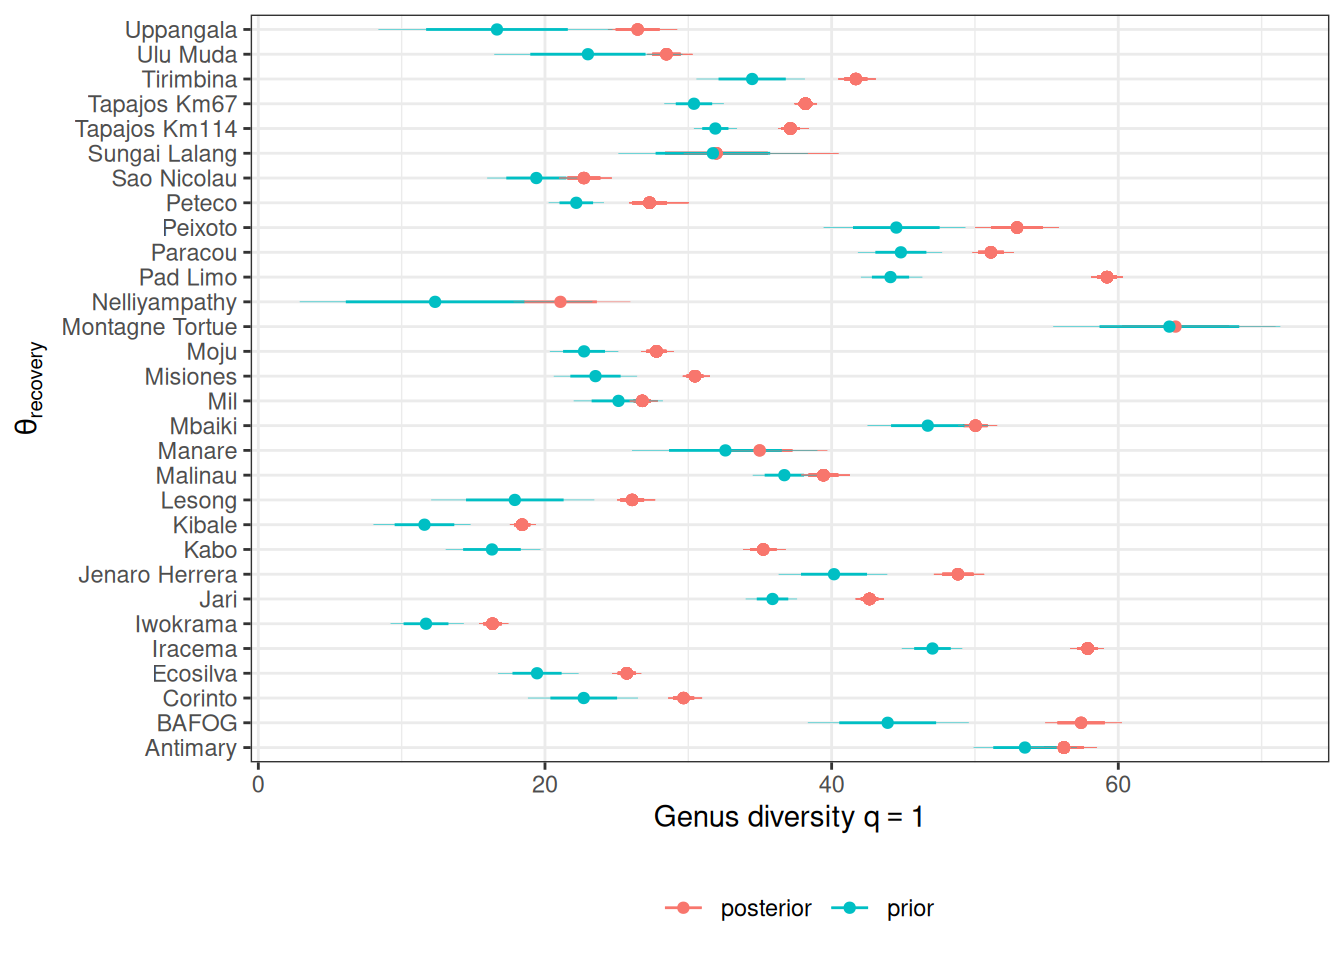 Uppangala
Ulu Muda
Tirimbina
Tapajos Km67
Tapajos Km114
Sungai Lalang
Sao Nicolau
Peteco
Peixoto
Paracou
Pad Limo
Nelliyampathy
Montagne Tortue
Moju
Misiones
Mil
Mbaiki
Manare
Malinau
Lesong
Kibale
Kabo
Jenaro Herrera
Jari
Iwokrama
Iracema
Ecosilva
Corinto
BAFOG
Antimary
θrecovery
0 20 40 60
Genus diversity q = 1
posterior prior